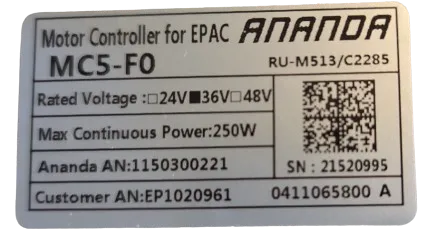 Motor Controller for EPAC ANANDA
MC5-F0 RU-M513/C2285
Rated Voltage :□24V■36V□48V
Max Continuous Power:250W
Ananda AN:1150300221
SN : 21520995
Customer AN:EP1020961 0411065800 A